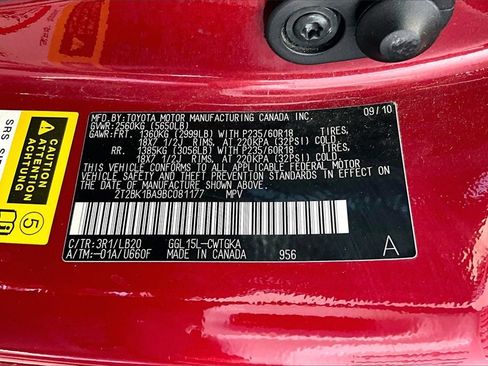 MFD. BY: TOYOTA MOTOR MANUFACTURING CANADA INC. 09/10
GVWR: 2560KG (5650LB)
GAWR: FRT. 1360KG (2999LB) WITH P235/60R18 TIRES,
18X7 1/2J RIMS, AT 220KPA (32PSI) COLD
RR. 1385KG (3056LB) WITH P235/60R18 TIRES,
18X7 1/2J RIMS, AT 220KPA (32PSI) COLD
THIS VEHICLE CONFORMS TO ALL APPLICABLE FEDERAL MOTOR
VEHICLE SAFETY AND THEFT PREVENTION STANDARDS IN EFFECT ON
THE DATE OF MANUFACTURE SHOWN ABOVE.
2T2BK1BA9BC081177 MPV
C/TR: 3R1/LB20 GGL15L-CWTGKA A
A/TM: -01A/U660F MADE IN CANADA 956
SRS
CAUTION
ATTENTION
ACHTUNG
5